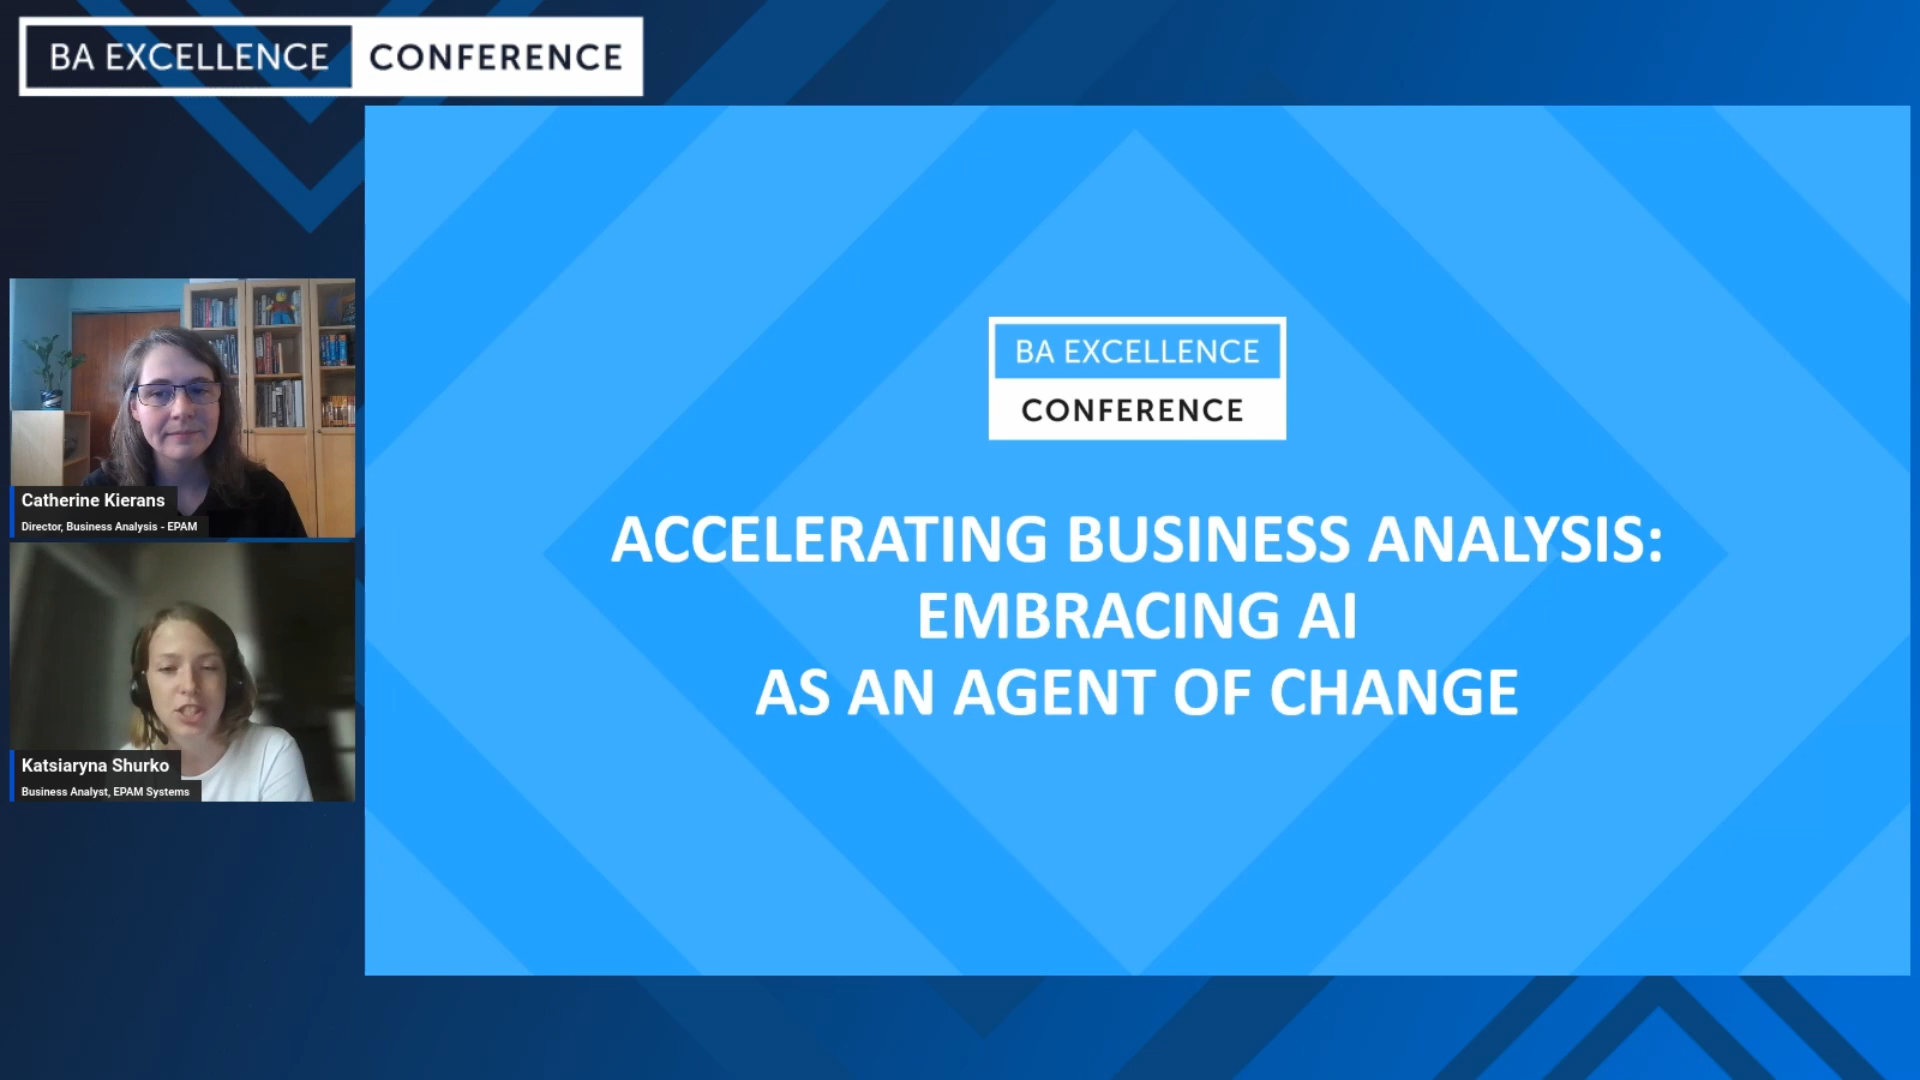 BA EXCELLENCE CONFERENCE
BA EXCELLENCE
CONFERENCE
ACCELERATING BUSINESS ANALYSIS:
EMBRACING AI
AS AN AGENT OF CHANGE
Catherine Kierans
Director, Business Analysis - EPAM
Katsiaryna Shurko
Business Analyst, EPAM Systems